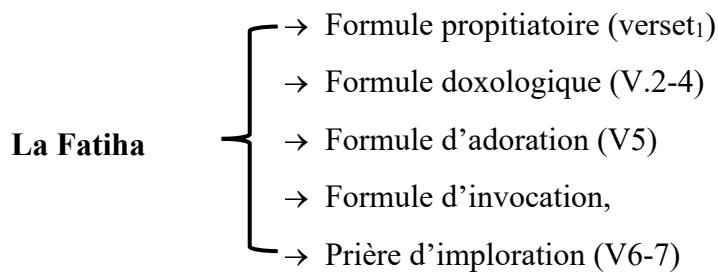 → Formule propitiatoire (verset₁)
→ Formule doxologique (V.2-4)
La Fatiha → Formule d’adoration (V5)
→ Formule d’invocation,
→ Prière d’imploration (V6-7)